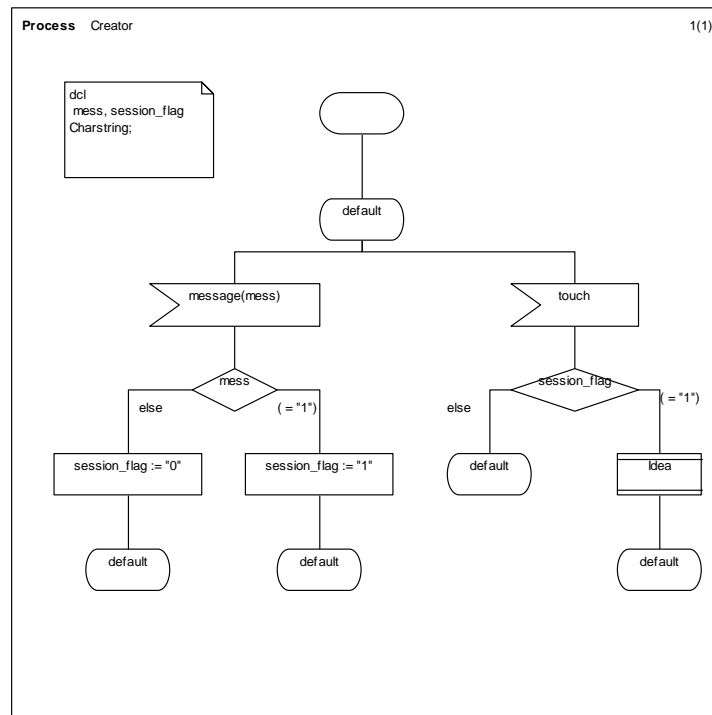 Process Creator 1(1)
dcl
mess, session_flag
Charstring;
default
message(mess)
touch
mess
session_flag
else
( = "1")
else
( = "1")
session_flag := "0"
session_flag := "1"
default
Idea
default
default
default